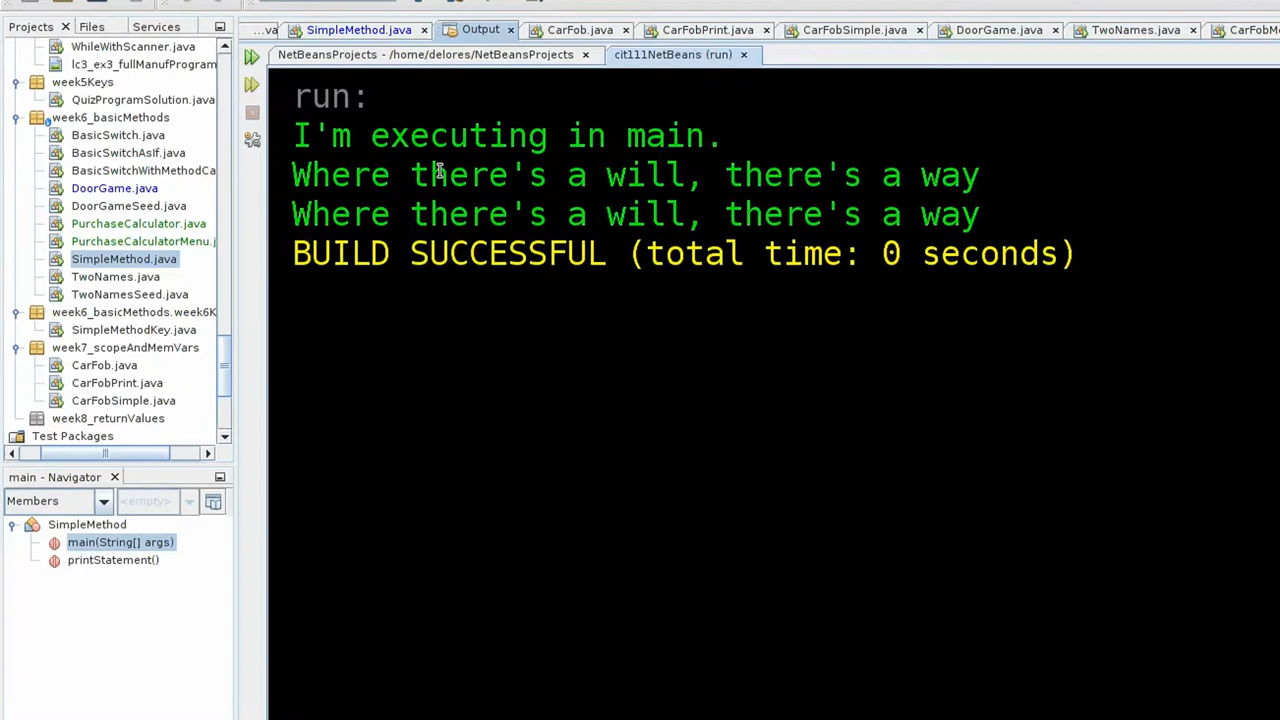 Projects
Files
Services
...va
SimpleMethod.java
Output
CarFob.java
CarFobPrint.java
CarFobSimple.java
DoorGame.java
TwoNames.java
NetBeansProjects - /home/delores/NetBeansProjects
cit111NetBeans (run)
WhileWithScanner.java
lc3_ex3_fullManufProgram
week5Keys
QuizProgramSolution.java
week6_basicMethods
BasicSwitch.java
BasicSwitchAsIf.java
BasicSwitchWithMethodCa
DoorGame.java
DoorGameSeed.java
PurchaseCalculator.java
PurchaseCalculatorMenu.j
SimpleMethod.java
TwoNames.java
TwoNamesSeed.java
week6_basicMethods.week6K
SimpleMethodKey.java
week7_scopeAndMemVars
CarFob.java
CarFobPrint.java
CarFobSimple.java
week8_returnValues
Test Packages
run:
I'm executing in main.
Where there's a will, there's a way
Where there's a will, there's a way
BUILD SUCCESSFUL (total time: 0 seconds)
main - Navigator
Members
<empty>
SimpleMethod
main(String[] args)
printStatement()